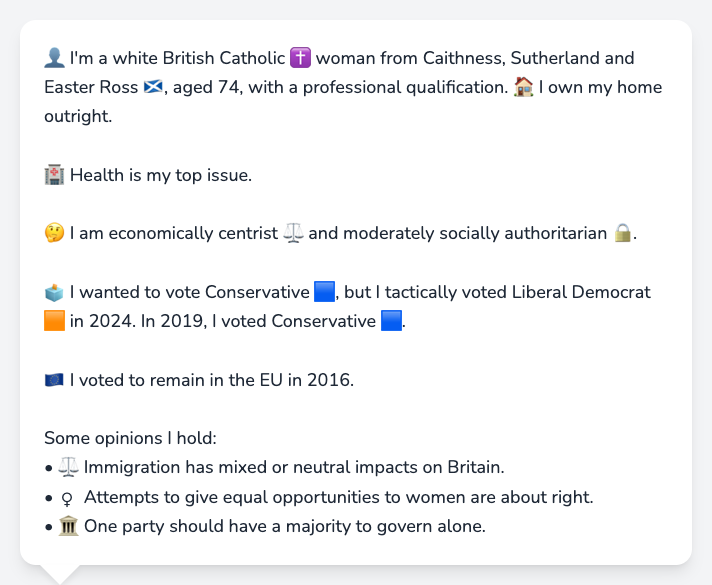 👤 I'm a white British Catholic ✝️ woman from Caithness, Sutherland and
Easter Ross 🏴󠁧󠁢󠁳󠁣󠁴󠁿, aged 74, with a professional qualification. 🏠 I own my home
outright.
🏥 Health is my top issue.
🤔 I am economically centrist ⚖️ and moderately socially authoritarian 🔒.
🗳️ I wanted to vote Conservative 🟦, but I tactically voted Liberal Democrat
🟧 in 2024. In 2019, I voted Conservative 🟦.
🇪🇺 I voted to remain in the EU in 2016.
Some opinions I hold:
• ⚖️ Immigration has mixed or neutral impacts on Britain.
• ♀ Attempts to give equal opportunities to women are about right.
• 🏛️ One party should have a majority to govern alone.